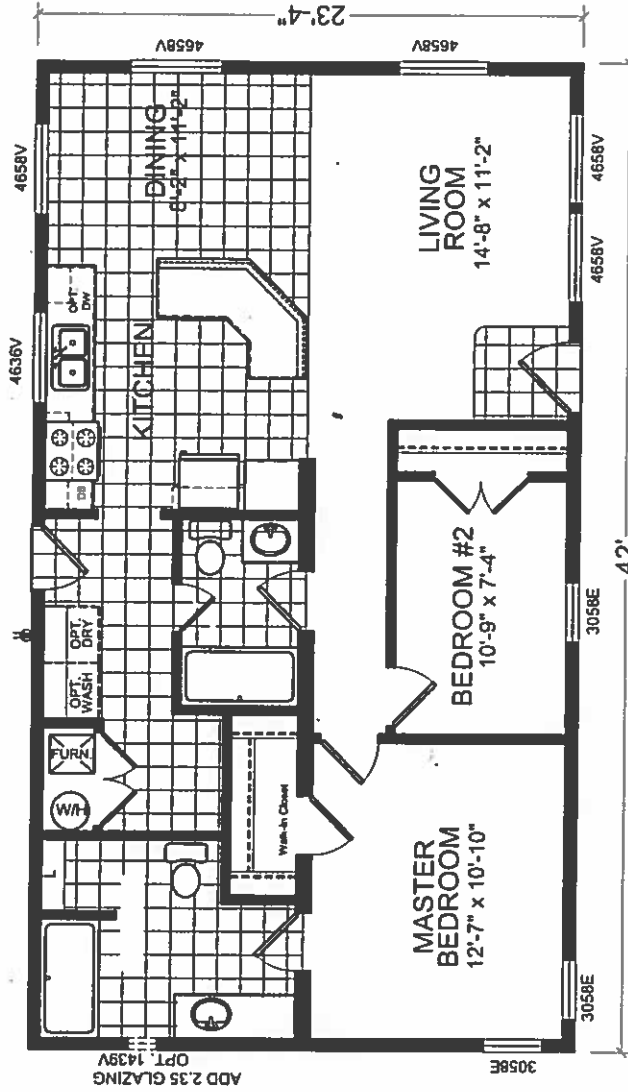 23'-4"
4658V
4658V
4658V
4636V
DINING
8'-2" x 11'-2"
KITCHEN
OPT.
DW
DB
LIVING
ROOM
14'-8" x 11'-2"
4658V
4658V
OPT.
DRY
OPT.
WASH
FURN.
W/H
L
Walk-In Closet
BEDROOM #2
10'-9" x 7'-4"
3058E
42'
MASTER
BEDROOM
12'-7" x 10'-10"
3058E
3058E
OPT. 1439V
ADD 2.35 GLAZING